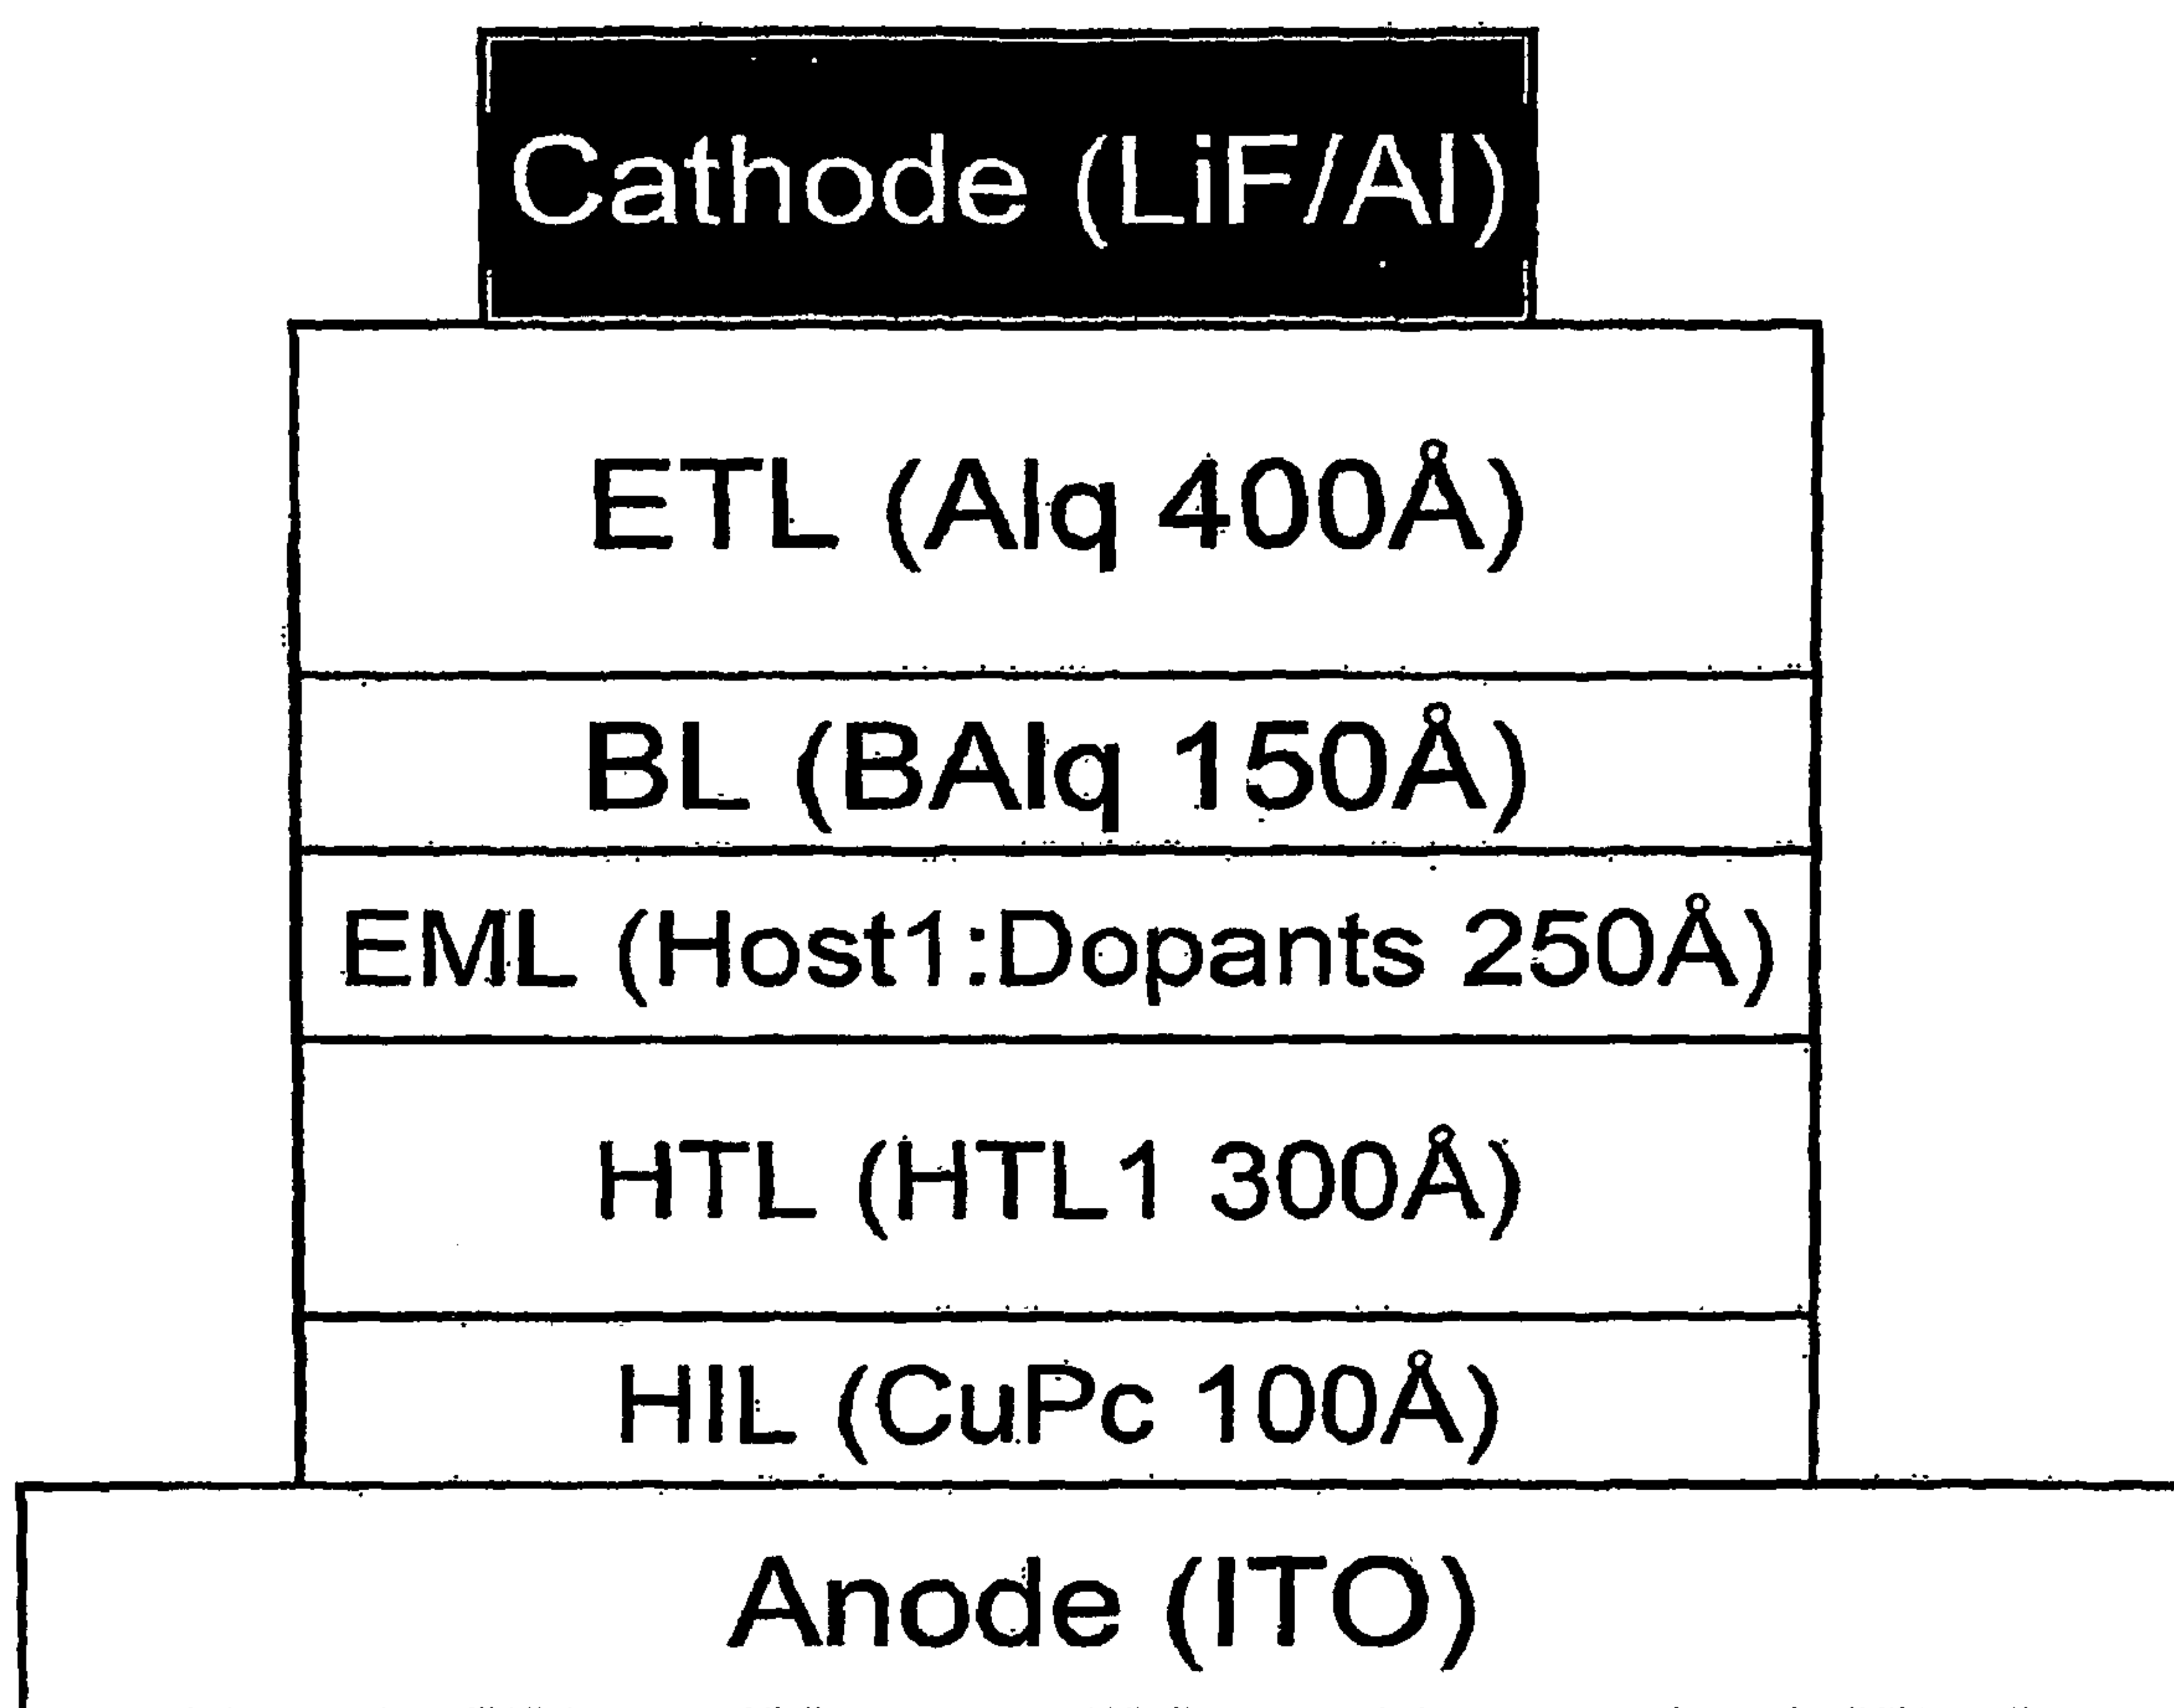 Cathode (LiF/Al)
ETL (Alq 400Å)
BL (BAlq 150Å)
EML (Host1:Dopants 250Å)
HTL (HTL1 300Å)
HIL (CuPc 100Å)
Anode (ITO)